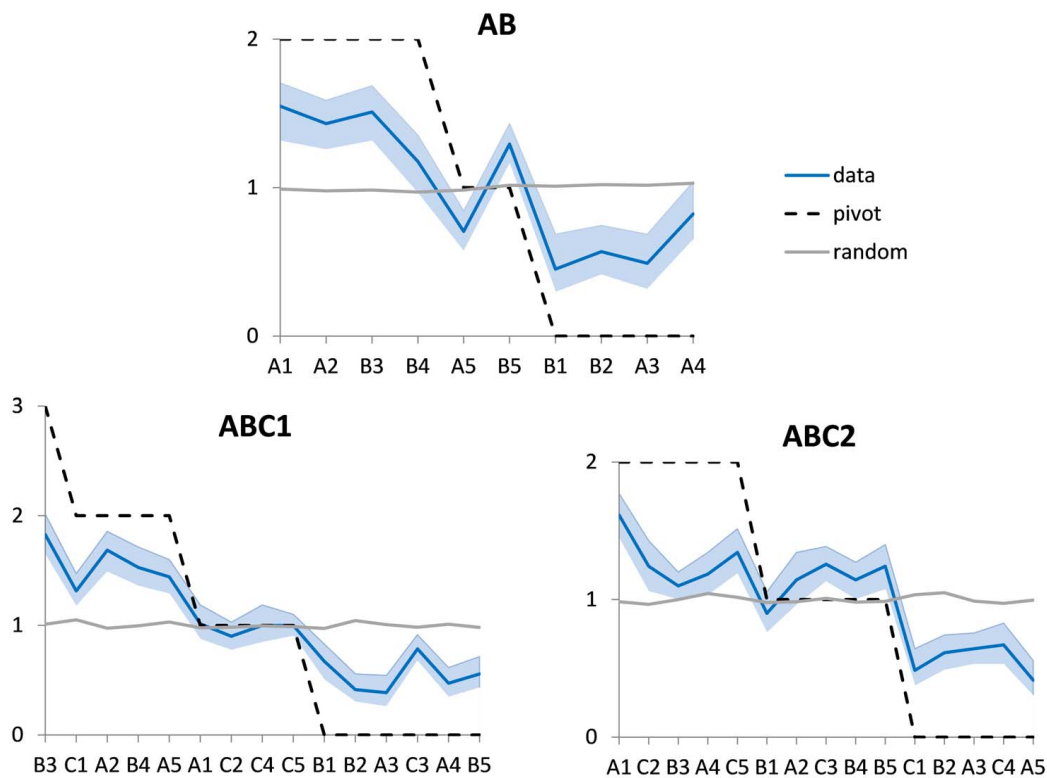 AB
2
1
0
A1 A2 B3 B4 A5 B5 B1 B2 A3 A4
data
pivot
random
ABC1
3
2
1
0
B3 C1 A2 B4 A5 A1 C2 C4 C5 B1 B2 A3 C3 A4 B5
ABC2
2
1
0
A1 C2 B3 A4 C5 B1 A2 C3 B4 B5 C1 B2 A3 C4 A5